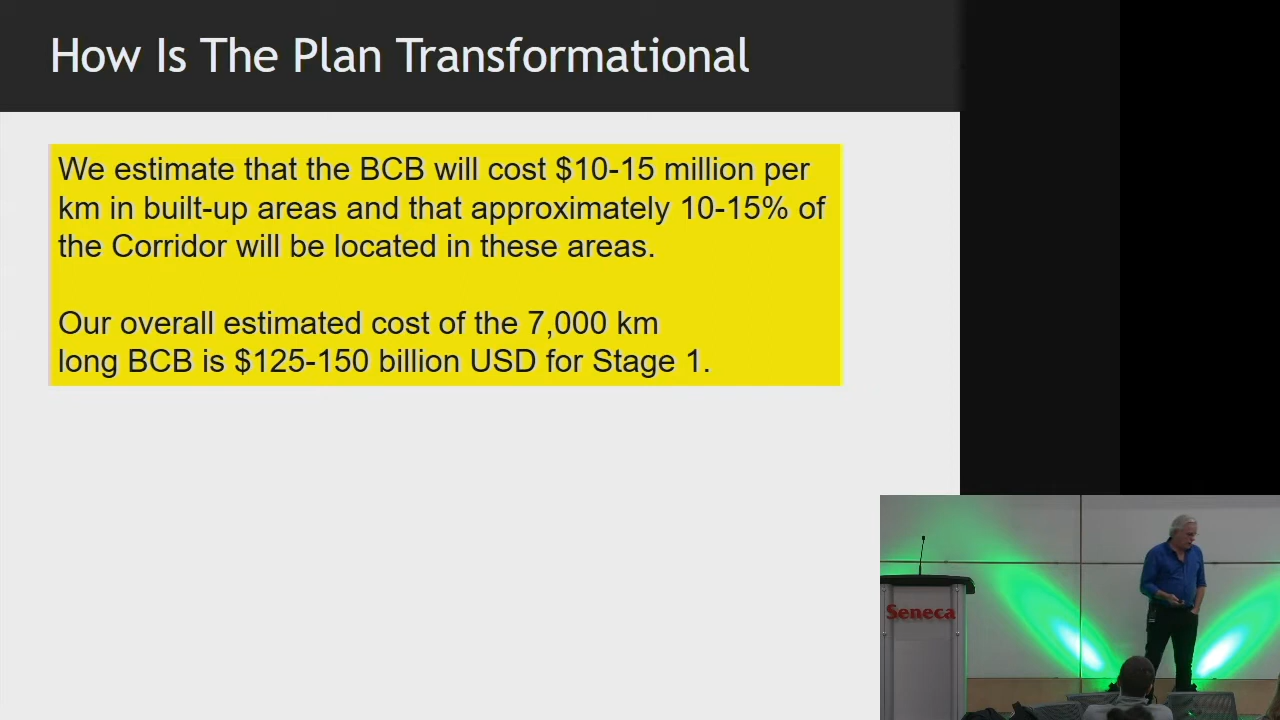 How Is The Plan Transformational
We estimate that the BCB will cost $10-15 million per
km in built-up areas and that approximately 10-15% of
the Corridor will be located in these areas.
Our overall estimated cost of the 7,000 km
long BCB is $125-150 billion USD for Stage 1.
Seneca